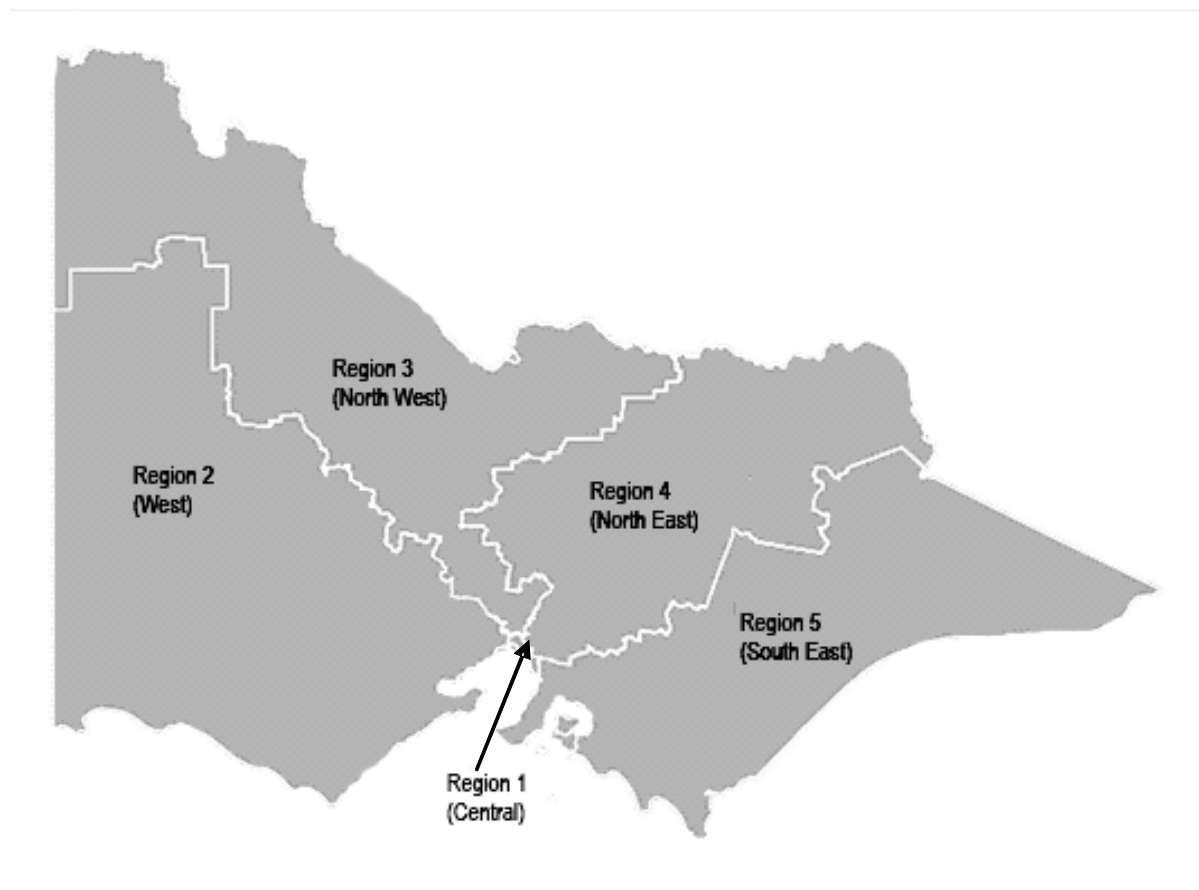 Region 3
(North West)
Region 2
(West)
Region 4
(North East)
Region 5
(South East)
Region 1
(Central)